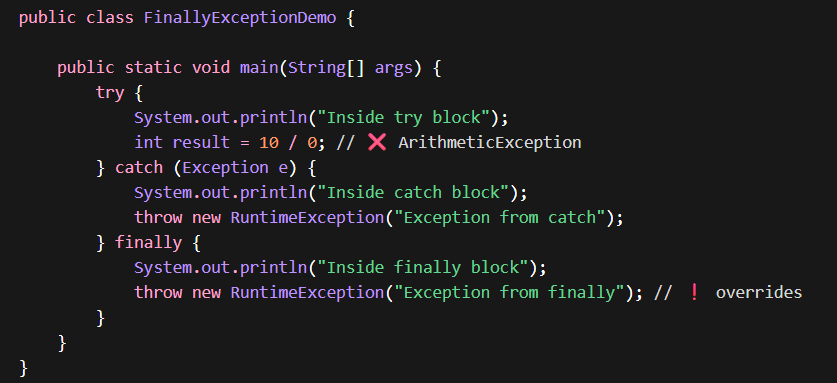 public class FinallyExceptionDemo {
public static void main(String[] args) {
try {
System.out.println("Inside try block");
int result = 10 / 0; // ❌ ArithmeticException
} catch (Exception e) {
System.out.println("Inside catch block");
throw new RuntimeException("Exception from catch");
} finally {
System.out.println("Inside finally block");
throw new RuntimeException("Exception from finally"); // ❗ overrides
}
}
}